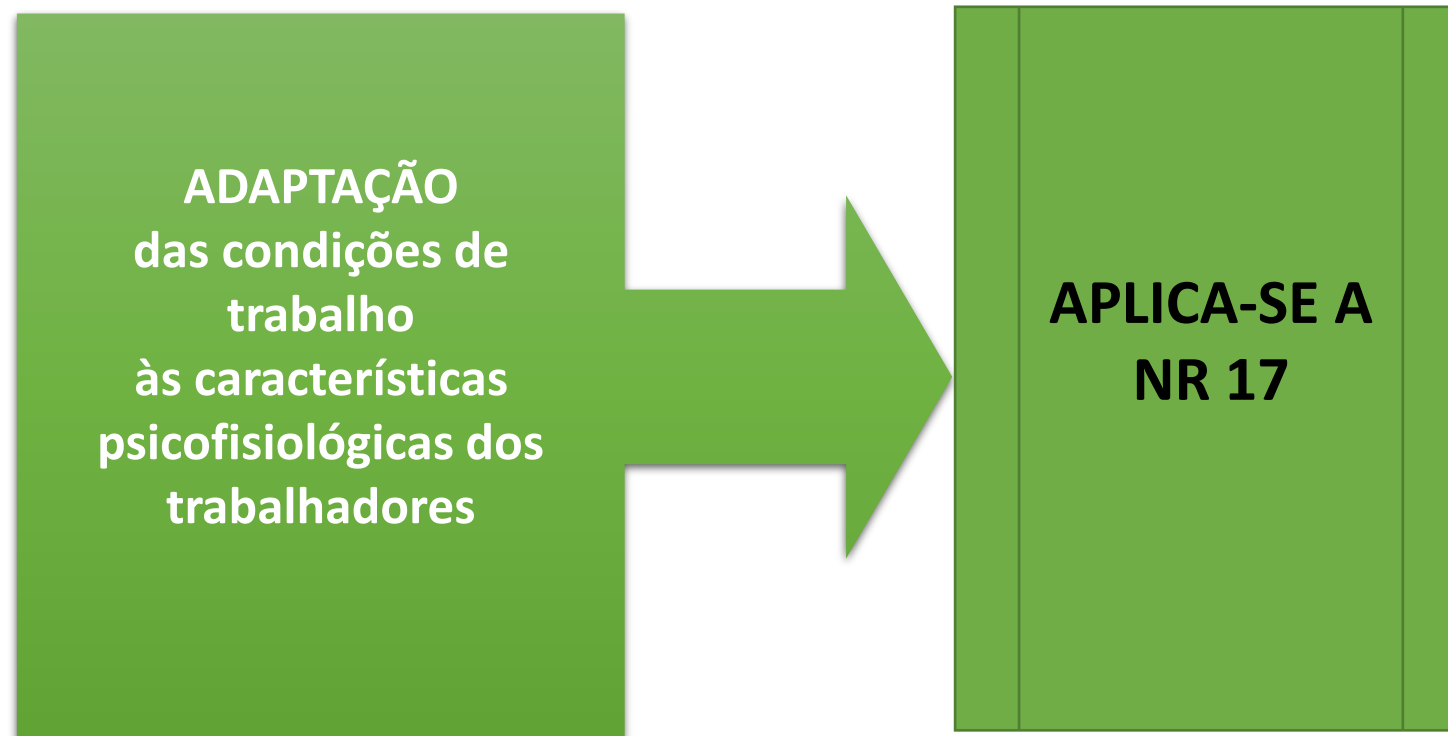 ADAPTAÇÃO
das condições de
trabalho
às características
psicofisiológicas dos
trabalhadores
APLICA-SE A
NR 17